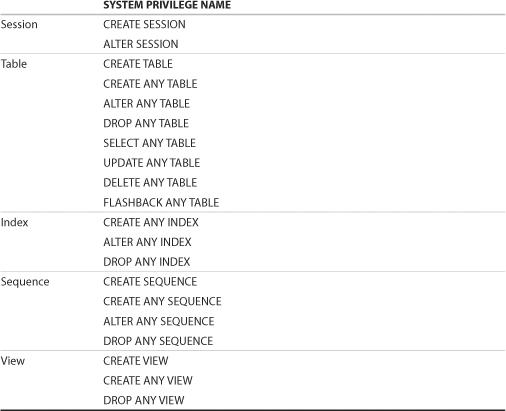 SYSTEM PRIVILEGE NAME
Session CREATE SESSION
ALTER SESSION
Table CREATE TABLE
CREATE ANY TABLE
ALTER ANY TABLE
DROP ANY TABLE
SELECT ANY TABLE
UPDATE ANY TABLE
DELETE ANY TABLE
FLASHBACK ANY TABLE
Index CREATE ANY INDEX
ALTER ANY INDEX
DROP ANY INDEX
Sequence CREATE SEQUENCE
CREATE ANY SEQUENCE
ALTER ANY SEQUENCE
DROP ANY SEQUENCE
View CREATE VIEW
CREATE ANY VIEW
DROP ANY VIEW